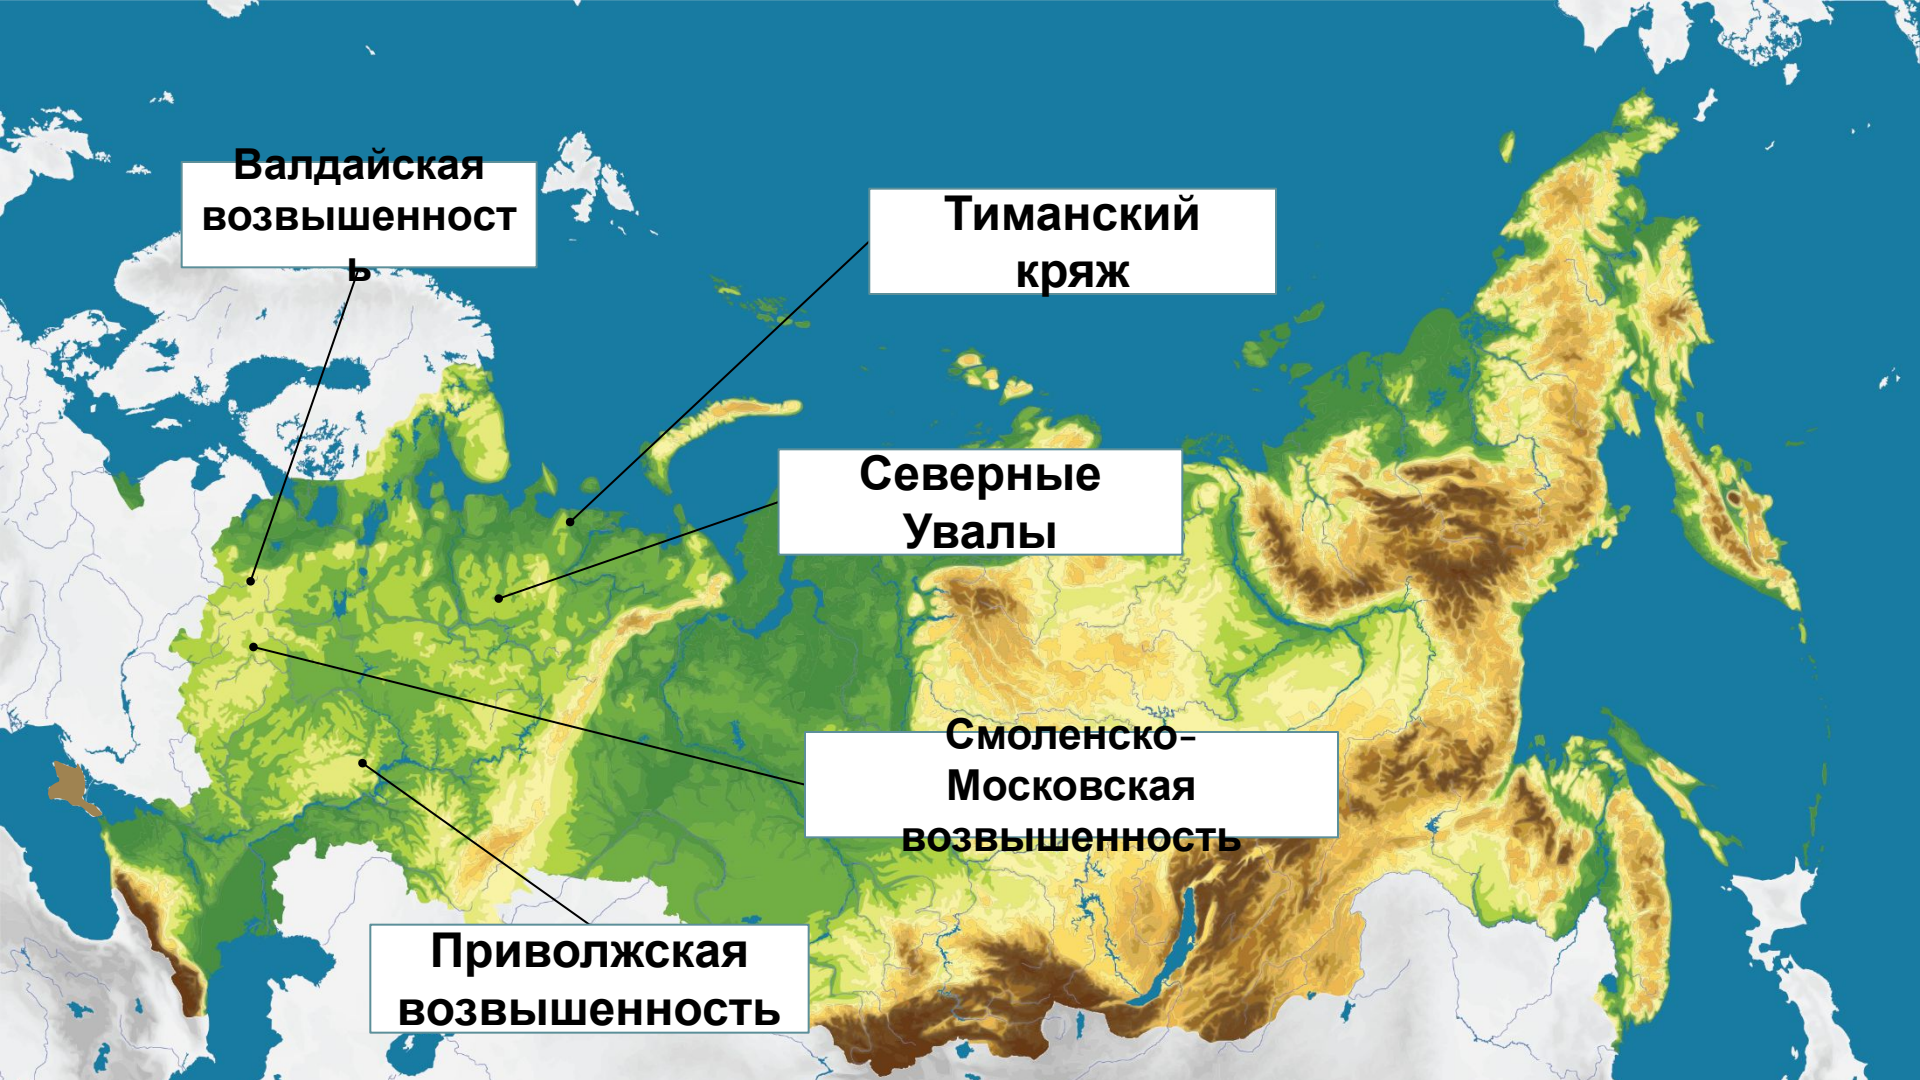 Валдайская
возвышенност
ь
Тиманский
кряж
Северные
Увалы
Смоленско-
Московская
возвышенность
Приволжская
возвышенность